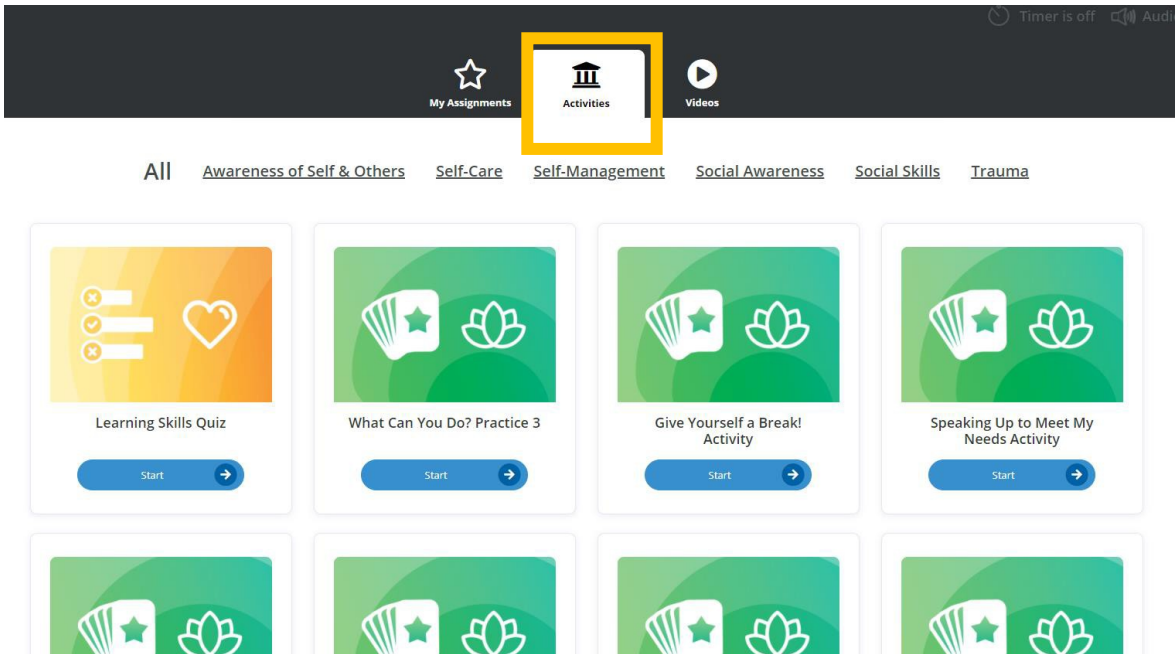 Timer is off
My Assignments
Activities
Videos
All Awareness of Self & Others Self-Care Self-Management Social Awareness Social Skills Trauma
Learning Skills Quiz
Start
What Can You Do? Practice 3
Start
Give Yourself a Break!
Activity
Start
Speaking Up to Meet My
Needs Activity
Start